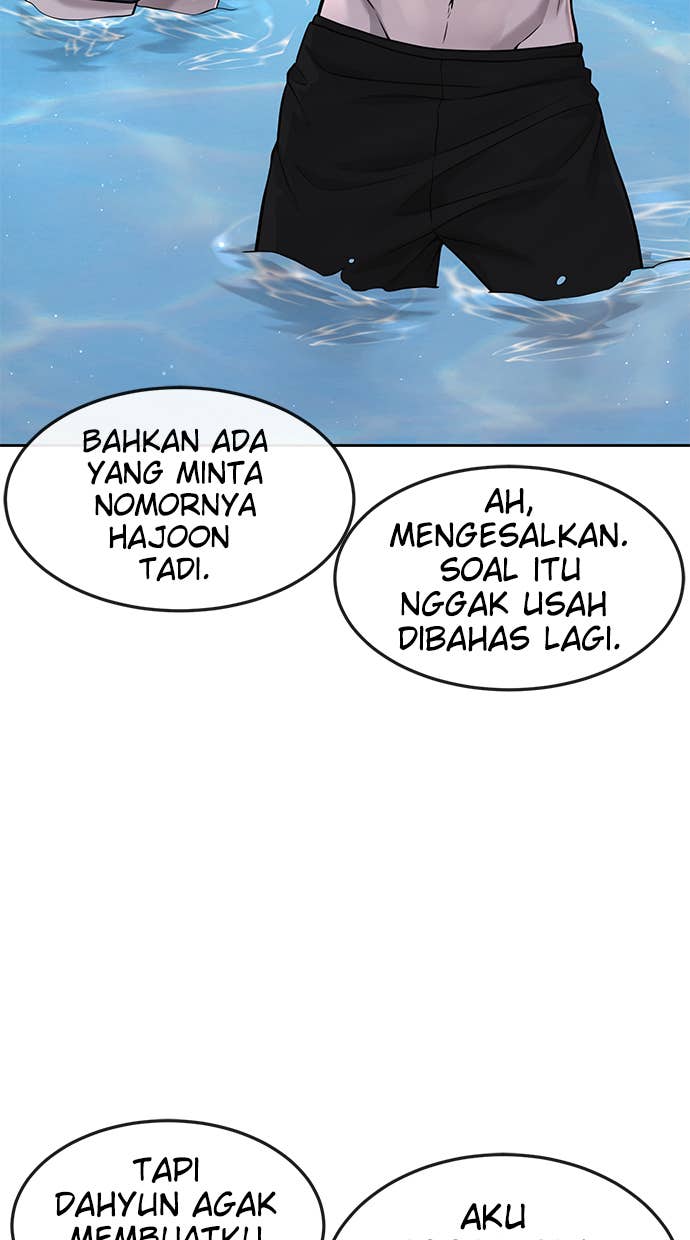 BAHKAN ADA
YANG MINTA
NOMORNYA
HAJOON
TADI.
AH,
MENGESALKAN.
SOAL ITU
NGGAK USAH
DIBAHAS LAGI.
TAPI
DAHYUN AGAK
MEMBUATKU
AKU